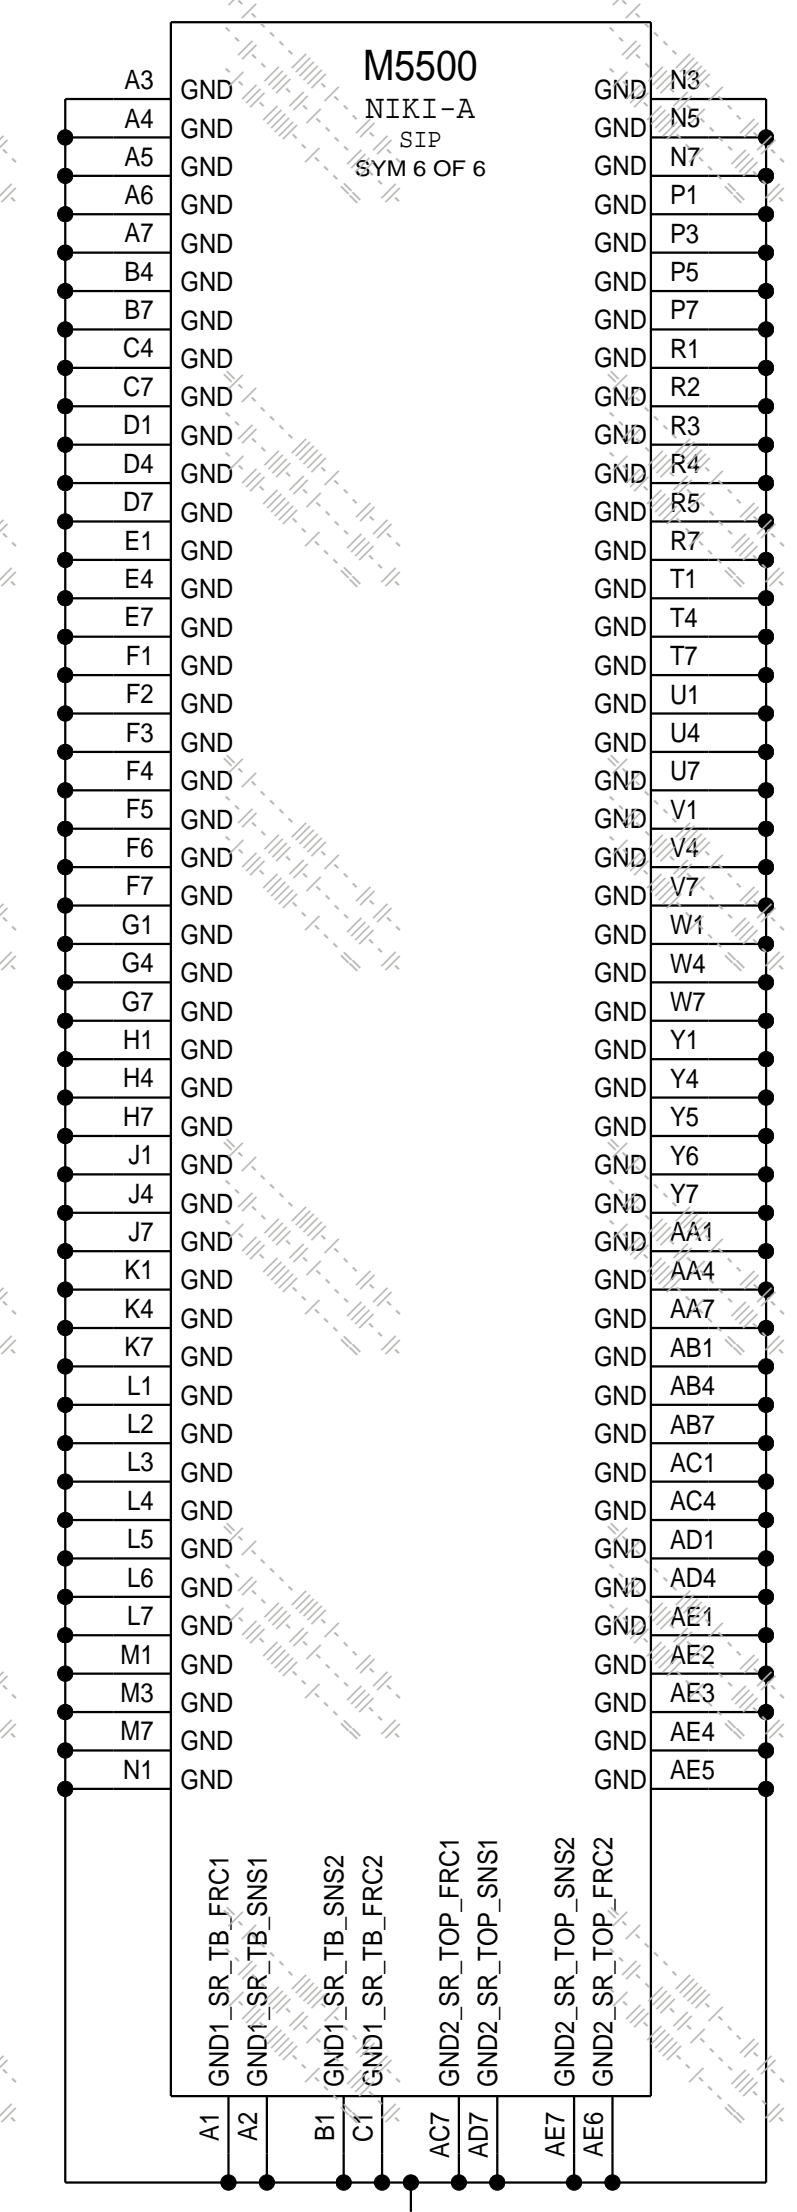 M5500
NIKI-A
SIP
SYM 6 OF 6
A3 GND GND N3
A4 GND GND N5
A5 GND GND N7
A6 GND GND P1
A7 GND GND P3
B4 GND GND P5
B7 GND GND P7
C4 GND GND R1
C7 GND GND R2
D1 GND GND R3
D4 GND GND R4
D7 GND GND R5
E1 GND GND R7
E4 GND GND T1
E7 GND GND T4
F1 GND GND T7
F2 GND GND U1
F3 GND GND U4
F4 GND GND U7
F5 GND GND V1
F6 GND GND V4
F7 GND GND V7
G1 GND GND W1
G4 GND GND W4
G7 GND GND W7
H1 GND GND Y1
H4 GND GND Y4
H7 GND GND Y5
J1 GND GND Y6
J4 GND GND Y7
J7 GND GND AA1
K1 GND GND AA4
K4 GND GND AA7
K7 GND GND AB1
L1 GND GND AB4
L2 GND GND AB7
L3 GND GND AC1
L4 GND GND AC4
L5 GND GND AD1
L6 GND GND AD4
L7 GND GND AE1
M1 GND GND AE2
M3 GND GND AE3
M7 GND GND AE4
N1 GND GND AE5
GND1_SR_TB_FRC1 A1
GND1_SR_TB_SNS1 A2
GND1_SR_TB_SNS2 B1
GND1_SR_TB_FRC2 C1
GND2_SR_TOP_FRC1 AC7
GND2_SR_TOP_SNS1 AD7
GND2_SR_TOP_SNS2 AE7
GND2_SR_TOP_FRC2 AE6